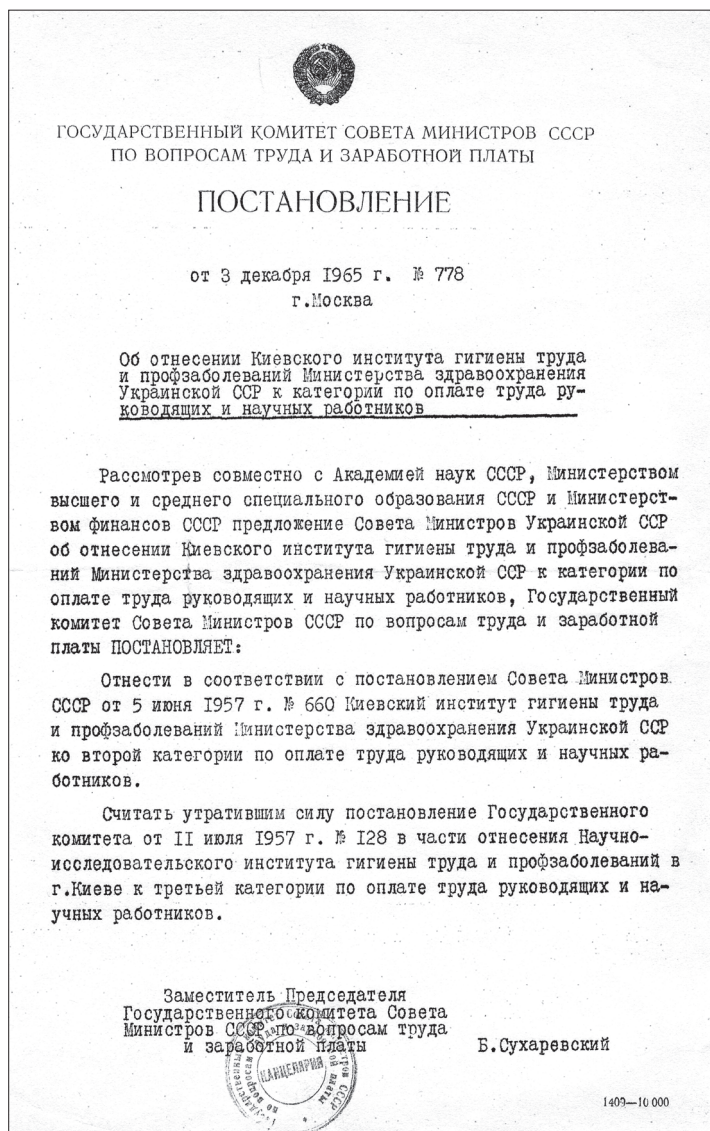 ГОСУДАРСТВЕННЫЙ КОМИТЕТ СОВЕТА МИНИСТРОВ СССР
ПО ВОПРОСАМ ТРУДА И ЗАРАБОТНОЙ ПЛАТЫ
ПОСТАНОВЛЕНИЕ
от 3 декабря I965 г. № 778
г.Москва
Об отнесении Киевского института гигиены труда
и профзаболеваний Министерства здравоохранения
Украинской ССР к категории по оплате труда ру-
ководящих и научных работников
Рассмотрев совместно с Академией наук СССР, Министерством
высшего и среднего специального образования СССР и Министерст-
вом финансов СССР предложение Совета Министров Украинской ССР
об отнесении Киевского института гигиены труда и профзаболева-
ний Министерства здравоохранения Украинской ССР к категории по
оплате труда руководящих и научных работников, Государственный
комитет Совета Министров СССР по вопросам труда и заработной
платы ПОСТАНОВЛЯЕТ:
Отнести в соответствии с постановлением Совета Министров
СССР от 5 июня I957 г. № 660 Киевский институт гигиены труда
и профзаболеваний Министерства здравоохранения Украинской ССР
ко второй категории по оплате труда руководящих и научных ра-
ботников.
Считать утратившим силу постановление Государственного
комитета от II июля I957 г. № I28 в части отнесения Научно-
исследовательского института гигиены труда и профзаболеваний в
г.Киеве к третьей категории по оплате труда руководящих и на-
учных работников.
Заместитель Председателя
Государственного комитета Совета
Министров СССР по вопросам труда
и заработной платы Б.Сухаревский
КАНЦЕЛЯРИЯ
1409—10 000